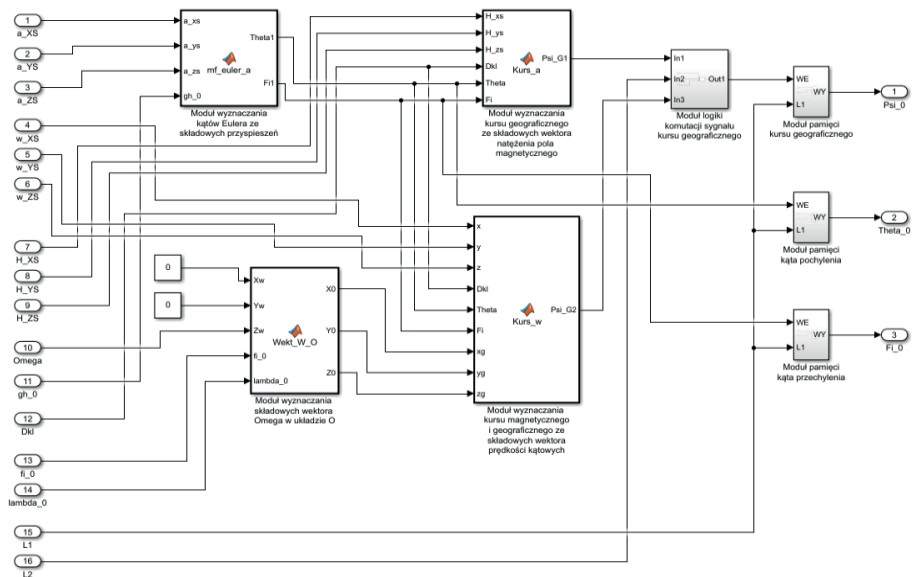 1
a_XS
2
a_YS
3
a_ZS
4
w_XS
5
w_YS
6
w_ZS
7
H_XS
8
H_YS
9
H_ZS
10
Omega
11
gh_0
12
Dkl
13
fi_0
14
lambda_0
15
L1
16
L2
a_xs
a_ys
a_zs
gh_0
mf_euler_a
Theta1
Fi1
Moduł wyznaczania
kątów Eulera ze
składowych przyspieszeń
0
0
Xw
Yw
Zw
fi_0
lambda_0
Wekt_W_O
X0
Y0
Z0
Moduł wyznaczania
składowych wektora
Omega w układzie O
H_xs
H_ys
H_zs
Dkl
Theta
Fi
Kurs_a
Psi_G1
Moduł wyznaczania
kursu geograficznego
ze składowych wektora
natężenia pola
magnetycznego
x
y
z
Dkl
Theta
Fi
xg
yg
zg
Kurs_w
Psi_G2
Moduł wyznaczania
kursu magnetycznego
i geograficznego ze
składowych wektora
prędkości kątowych
In1
In2
In3
Out1
Moduł logiki
komutacji sygnału
kursu geograficznego
WE
L1
WY
Moduł pamięci
kursu geograficznego
1
Psi_0
WE
L1
WY
Moduł pamięci
kąta pochylenia
2
Theta_0
WE
L1
WY
Moduł pamięci
kąta przechylenia
3
Fi_0